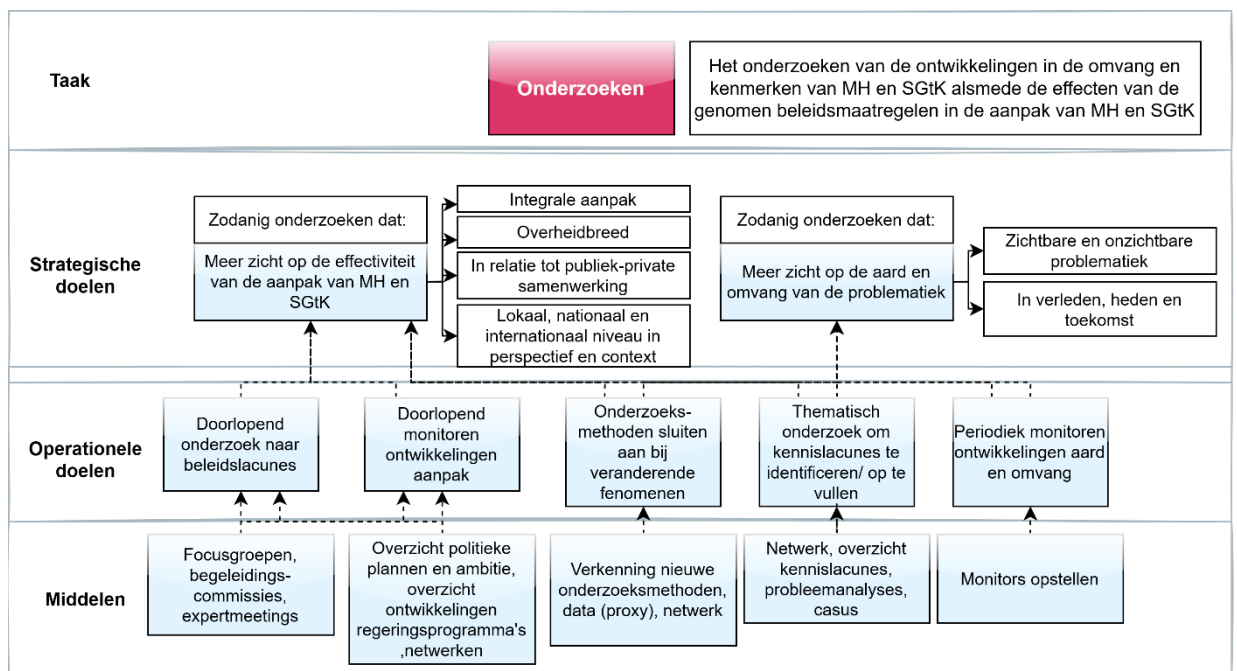 Taak
Onderzoeken
Het onderzoeken van de ontwikkelingen in de omvang en
kenmerken van MH en SGtK alsmede de effecten van de
genomen beleidsmaatregelen in de aanpak van MH en SGtK
Strategische
doelen
Zodanig onderzoeken dat:
Meer zicht op de effectiviteit
van de aanpak van MH en
SGtK
Integrale aanpak
Overheidbreed
In relatie tot publiek-private
samenwerking
Lokaal, nationaal en
internationaal niveau in
perspectief en context
Zodanig onderzoeken dat:
Meer zicht op de aard en
omvang van de problematiek
Zichtbare en onzichtbare
problematiek
In verleden, heden en
toekomst
Operationele
doelen
Doorlopend
onderzoek naar
beleidslacunes
Doorlopend
monitoren
ontwikkelingen
aanpak
Onderzoeks-
methoden sluiten
aan bij
veranderende
fenomenen
Thematisch
onderzoek om
kennislacunes te
identificeren/ op te
vullen
Periodiek monitoren
ontwikkelingen aard
en omvang
Middelen
Focusgroepen,
begeleidings-
commissies,
expertmeetings
Overzicht politieke
plannen en ambitie,
overzicht
ontwikkelingen
regeringsprogramma's
,netwerken
Verkenning nieuwe
onderzoeksmethoden,
data (proxy), netwerk
Netwerk, overzicht
kennislacunes,
probleemanalyses,
casus
Monitors opstellen